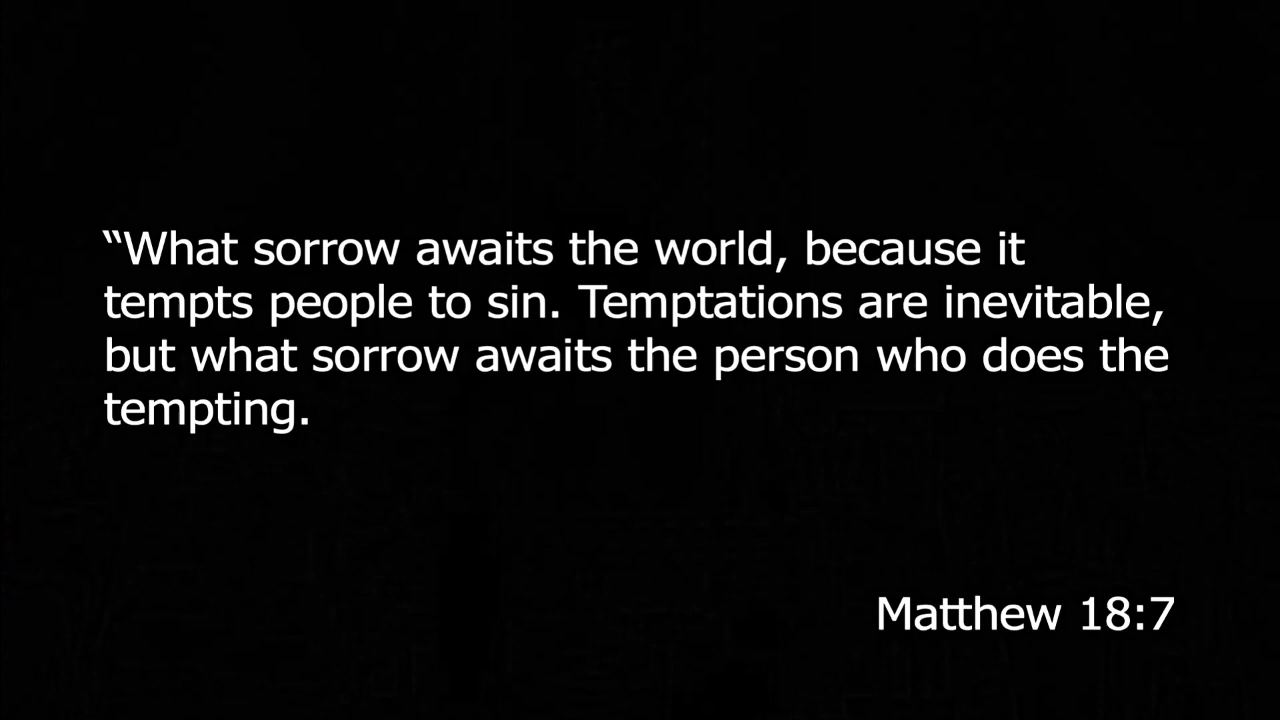 “What sorrow awaits the world, because it
tempts people to sin. Temptations are inevitable,
but what sorrow awaits the person who does the
tempting.
Matthew 18:7